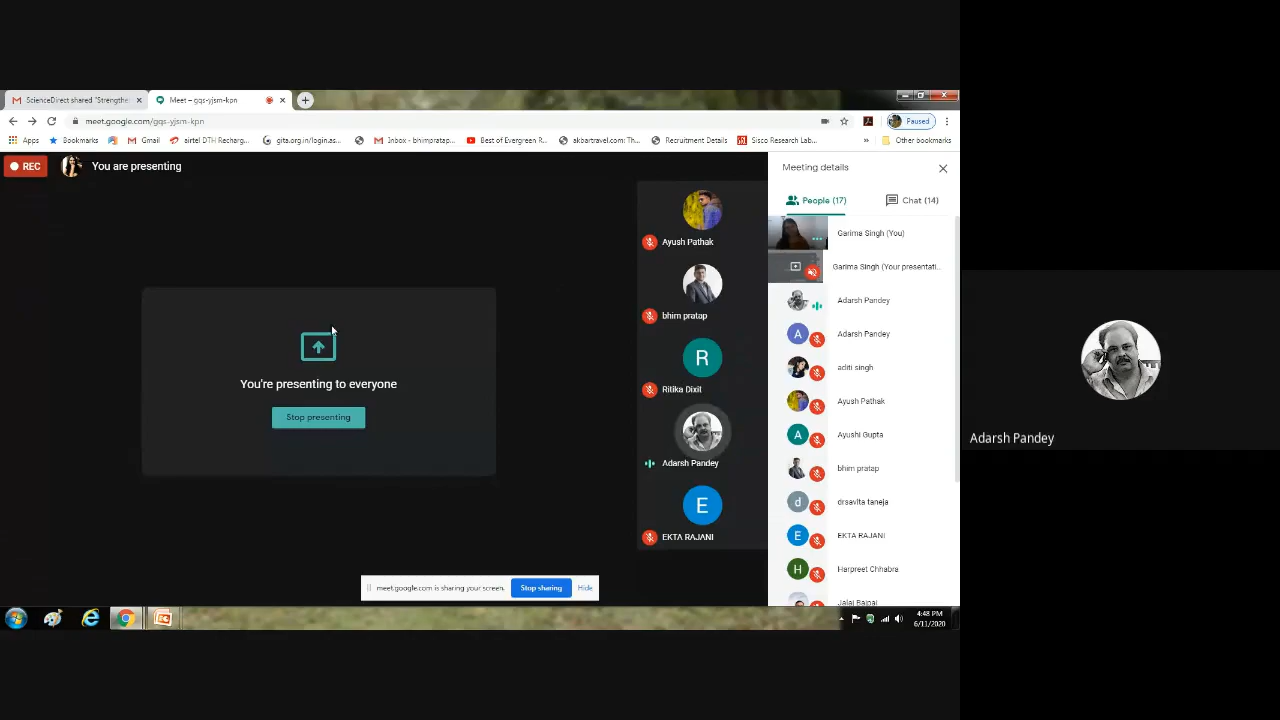 ScienceDirect shared "Strengthe
Meet – gqs-yjsm-kpn
meet.google.com/gqs-yjsm-kpn
Paused
Apps
Bookmarks
Gmail
airtel DTH Recharg...
gita.org.in/login.as...
Inbox - bhimpratap...
Best of Evergreen R...
akbartravel.com: Th...
Recruitment Details
Sisco Research Lab...
»
Other bookmarks
REC
You are presenting
Meeting details
People (17)
Chat (14)
You're presenting to everyone
Stop presenting
Ayush Pathak
bhim pratap
R
Ritika Dixit
Adarsh Pandey
E
EKTA RAJANI
Garima Singh (You)
Garima Singh (Your presentati...
Adarsh Pandey
A
Adarsh Pandey
aditi singh
Ayush Pathak
A
Ayushi Gupta
bhim pratap
d
drsavita taneja
E
EKTA RAJANI
H
Harpreet Chhabra
Jalaj Bajpai
meet.google.com is sharing your screen.
Stop sharing
Hide
4:48 PM
6/11/2020
Adarsh Pandey